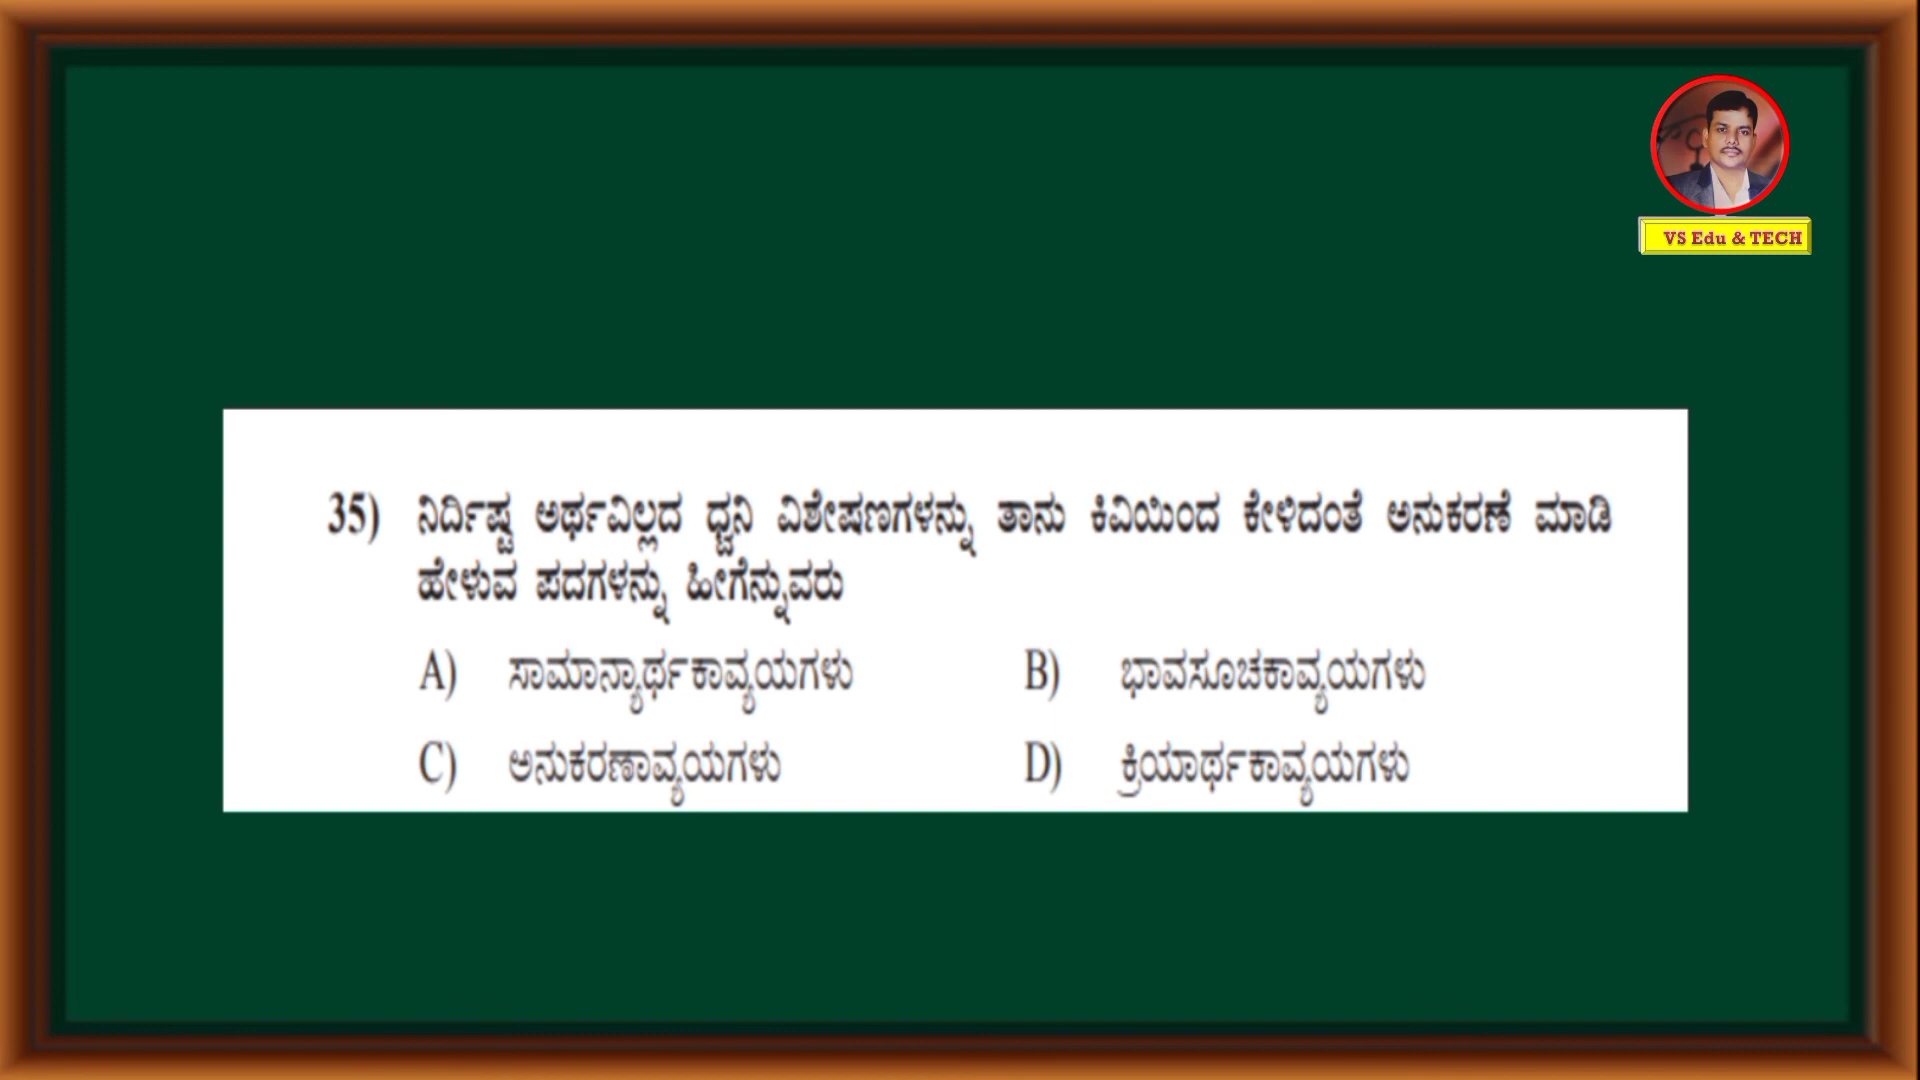 VS Edu & TECH
35) ನಿರ್ದಿಷ್ಟ ಅರ್ಥವಿಲ್ಲದ ಧ್ವನಿ ವಿಶೇಷಣಗಳನ್ನು ತಾನು ಕಿವಿಯಿಂದ ಕೇಳಿದಂತೆ ಅನುಕರಣೆ ಮಾಡಿ
ಹೇಳುವ ಪದಗಳನ್ನು ಹೀಗೆನ್ನುವರು
A) ಸಾಮಾನ್ಯಾರ್ಥಕಾವ್ಯಯಗಳು B) ಭಾವಸೂಚಕಾವ್ಯಯಗಳು
C) ಅನುಕರಣಾವ್ಯಯಗಳು D) ಕ್ರಿಯಾರ್ಥಕಾವ್ಯಯಗಳು